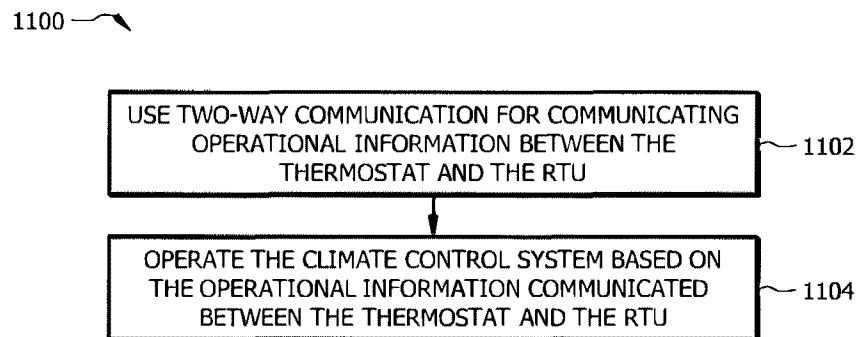 1100
USE TWO-WAY COMMUNICATION FOR COMMUNICATING
OPERATIONAL INFORMATION BETWEEN THE
THERMOSTAT AND THE RTU
1102
OPERATE THE CLIMATE CONTROL SYSTEM BASED ON
THE OPERATIONAL INFORMATION COMMUNICATED
BETWEEN THE THERMOSTAT AND THE RTU
1104